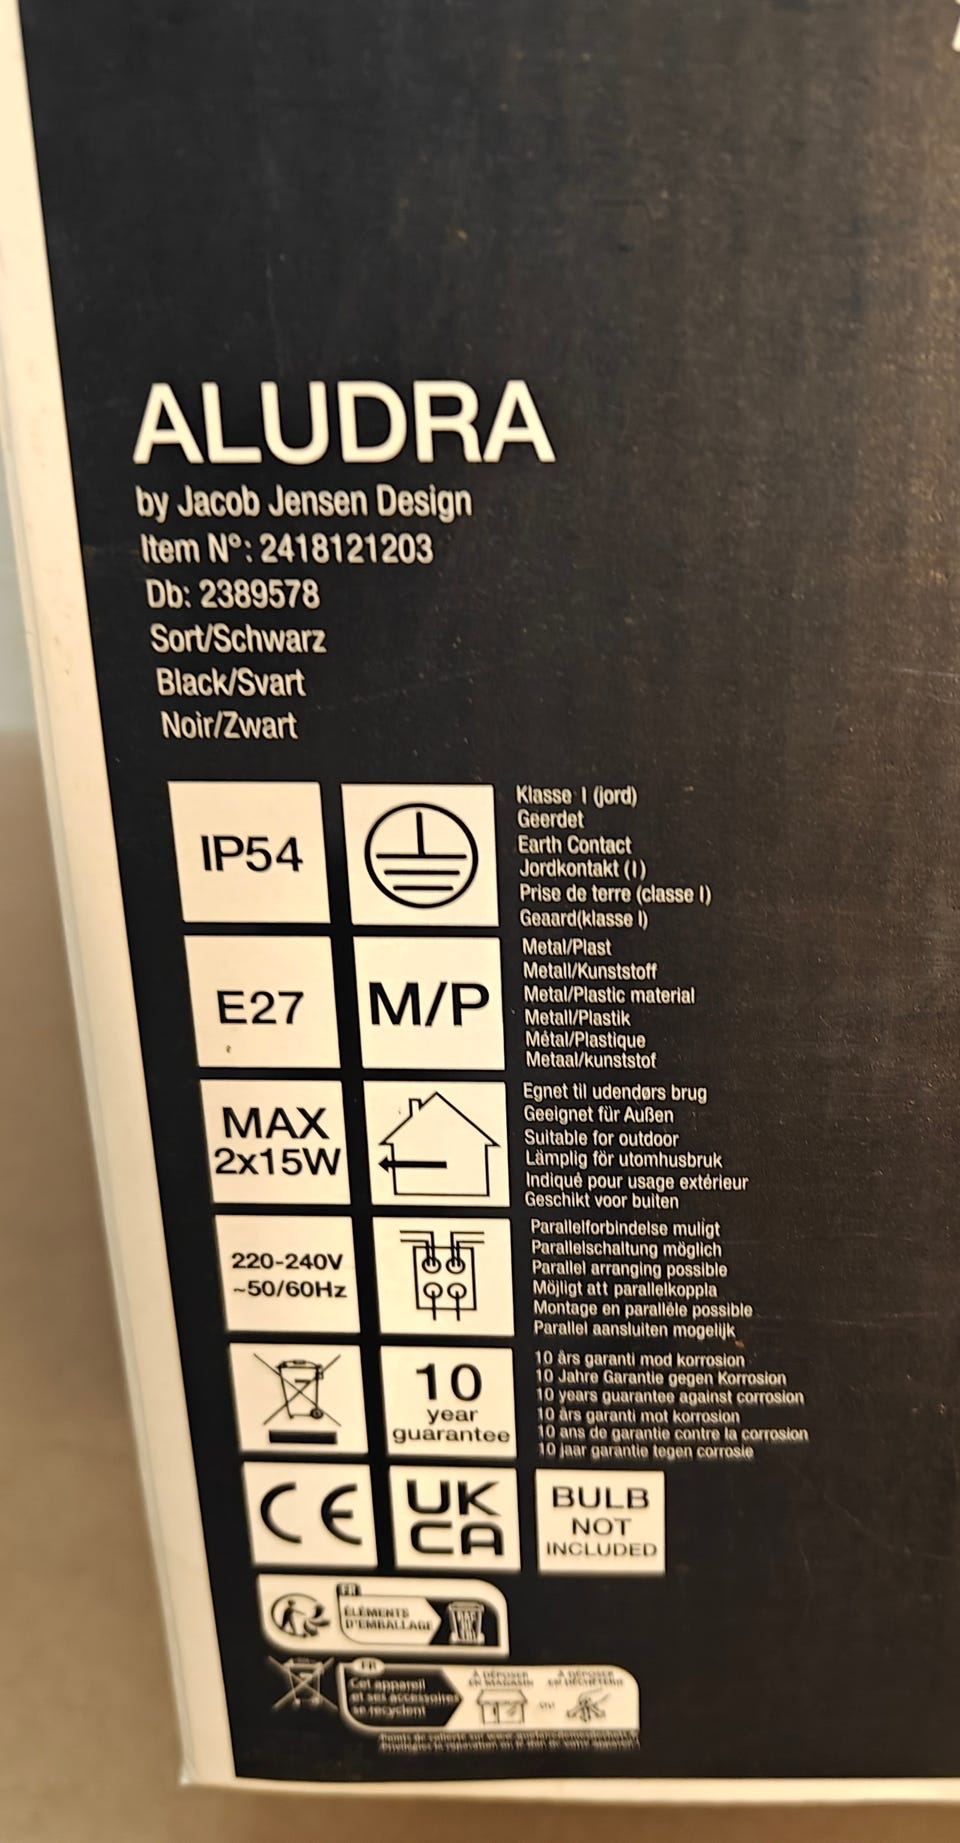 ALUDRA
by Jacob Jensen Design
Item N°: 2418121203
Db: 2389578
Sort/Schwarz
Black/Svart
Noir/Zwart
IP54
Klasse I (jord)
Geerdet
Earth Contact
Jordkontakt (I)
Prise de terre (classe I)
Geaard(klasse I)
E27
M/P
Metal/Plast
Metall/Kunststoff
Metal/Plastic material
Metall/Plastik
Métal/Plastique
Metaal/kunststof
MAX
2x15W
Egnet til udendørs brug
Geeignet für Außen
Suitable for outdoor
Lämplig för utomhusbruk
Indiqué pour usage extérieur
Geschikt voor buiten
220-240V
~50/60Hz
Parallelforbindelse muligt
Parallelschaltung möglich
Parallel arranging possible
Möjligt att parallelkoppla
Montage en paralléle possible
Parallel aansluiten mogelijk
10
year
guarantee
10 års garanti mod korrosion
10 Jahre Garantie gegen Korrosion
10 years guarantee against corrosion
10 års garanti mot korrosion
10 ans de garantie contre la corrosion
10 jaar garantie tegen corrosie
CE
UK
CA
BULB
NOT
INCLUDED
FR
ÉLÉMENTS
D'EMBALLAGE
FR
Cet appareil
et ses accessoires
se recyclent
À DÉPOSER
EN MAGASIN
À DÉPOSER
EN DÉCHÈTERIE